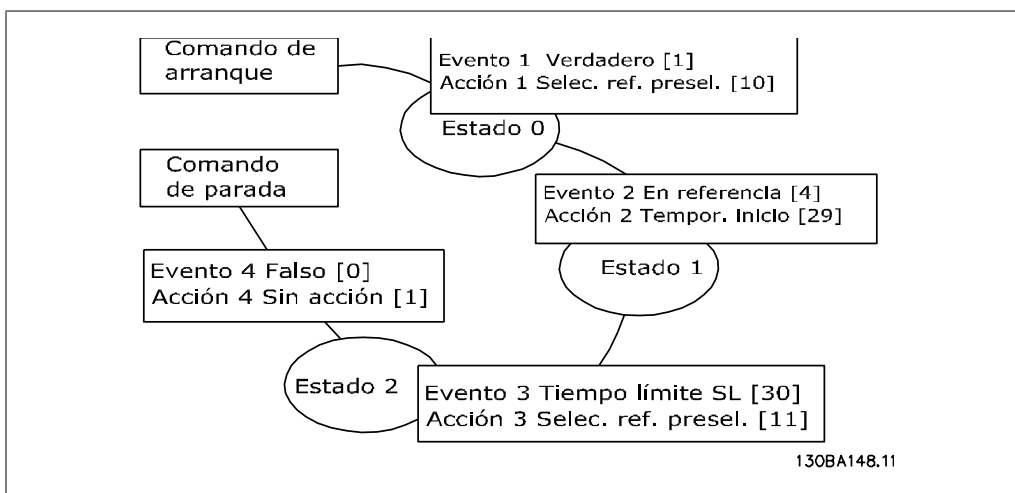 Comando de
arranque
Evento 1 Verdadero [1]
Acción 1 Selec. ref. presel. [10]
Estado 0
Comando
de parada
Evento 2 En referencia [4]
Acción 2 Tempor. Inicio [29]
Estado 1
Evento 4 Falso [0]
Acción 4 Sin acción [1]
Estado 2
Evento 3 Tiempo límite SL [30]
Acción 3 Selec. ref. presel. [11]
130BA148.11